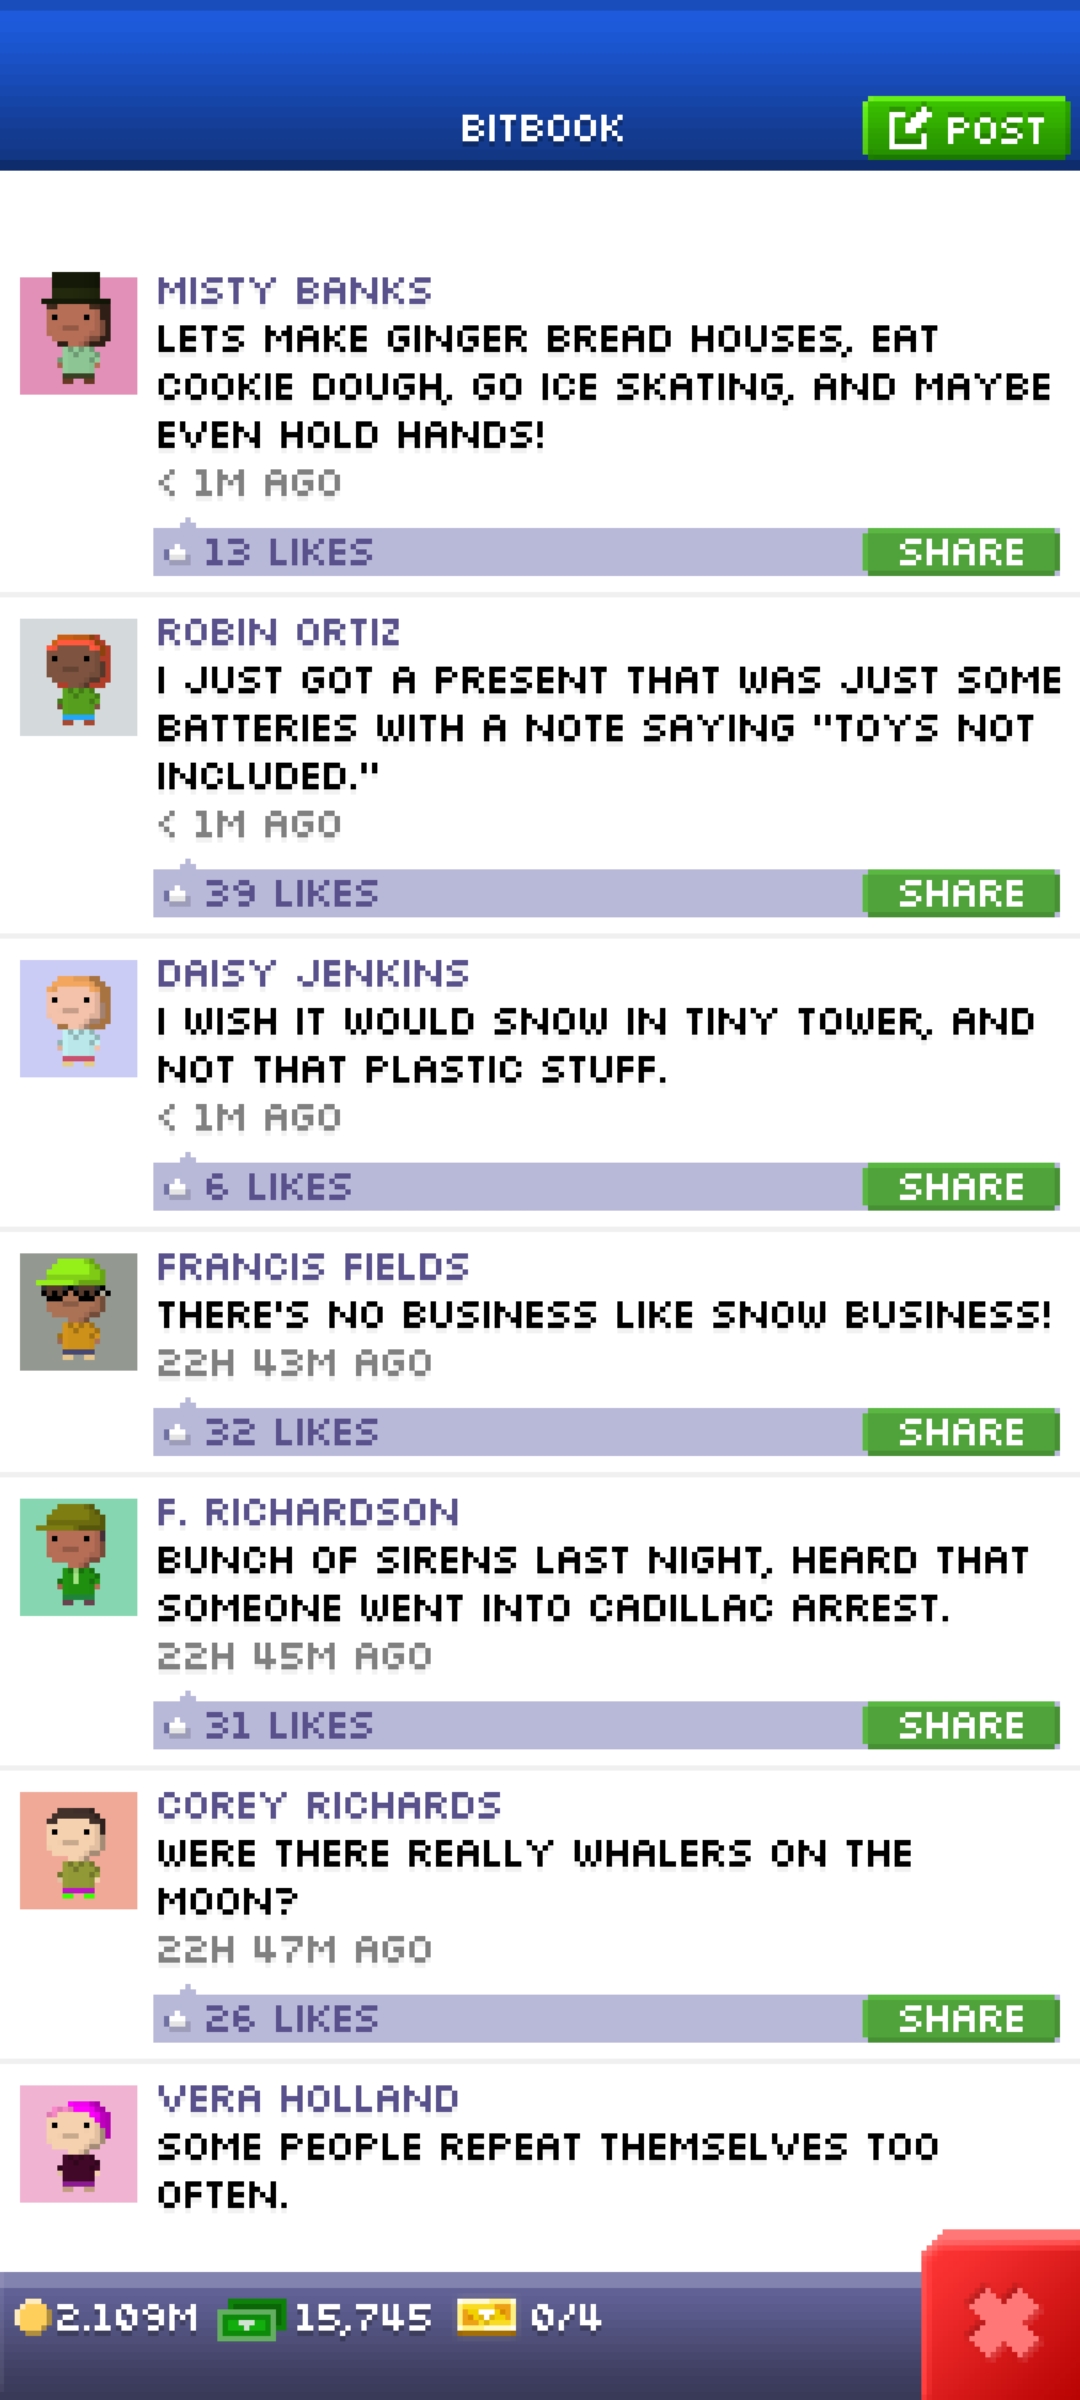 BITBOOK
POST
MISTY BANKS
LETS MAKE GINGER BREAD HOUSES, EAT
COOKIE DOUGH, GO ICE SKATING, AND MAYBE
EVEN HOLD HANDS!
< 1M AGO
13 LIKES
SHARE
ROBIN ORTIZ
I JUST GOT A PRESENT THAT WAS JUST SOME
BATTERIES WITH A NOTE SAYING "TOYS NOT
INCLUDED."
< 1M AGO
39 LIKES
SHARE
DAISY JENKINS
I WISH IT WOULD SNOW IN TINY TOWER, AND
NOT THAT PLASTIC STUFF.
< 1M AGO
6 LIKES
SHARE
FRANCIS FIELDS
THERE'S NO BUSINESS LIKE SNOW BUSINESS!
22H 43M AGO
32 LIKES
SHARE
F. RICHARDSON
BUNCH OF SIRENS LAST NIGHT, HEARD THAT
SOMEONE WENT INTO CADILLAC ARREST.
22H 45M AGO
31 LIKES
SHARE
COREY RICHARDS
WERE THERE REALLY WHALERS ON THE
MOON?
22H 47M AGO
26 LIKES
SHARE
VERA HOLLAND
SOME PEOPLE REPEAT THEMSELVES TOO
OFTEN.
2.109M
15,745
0/4